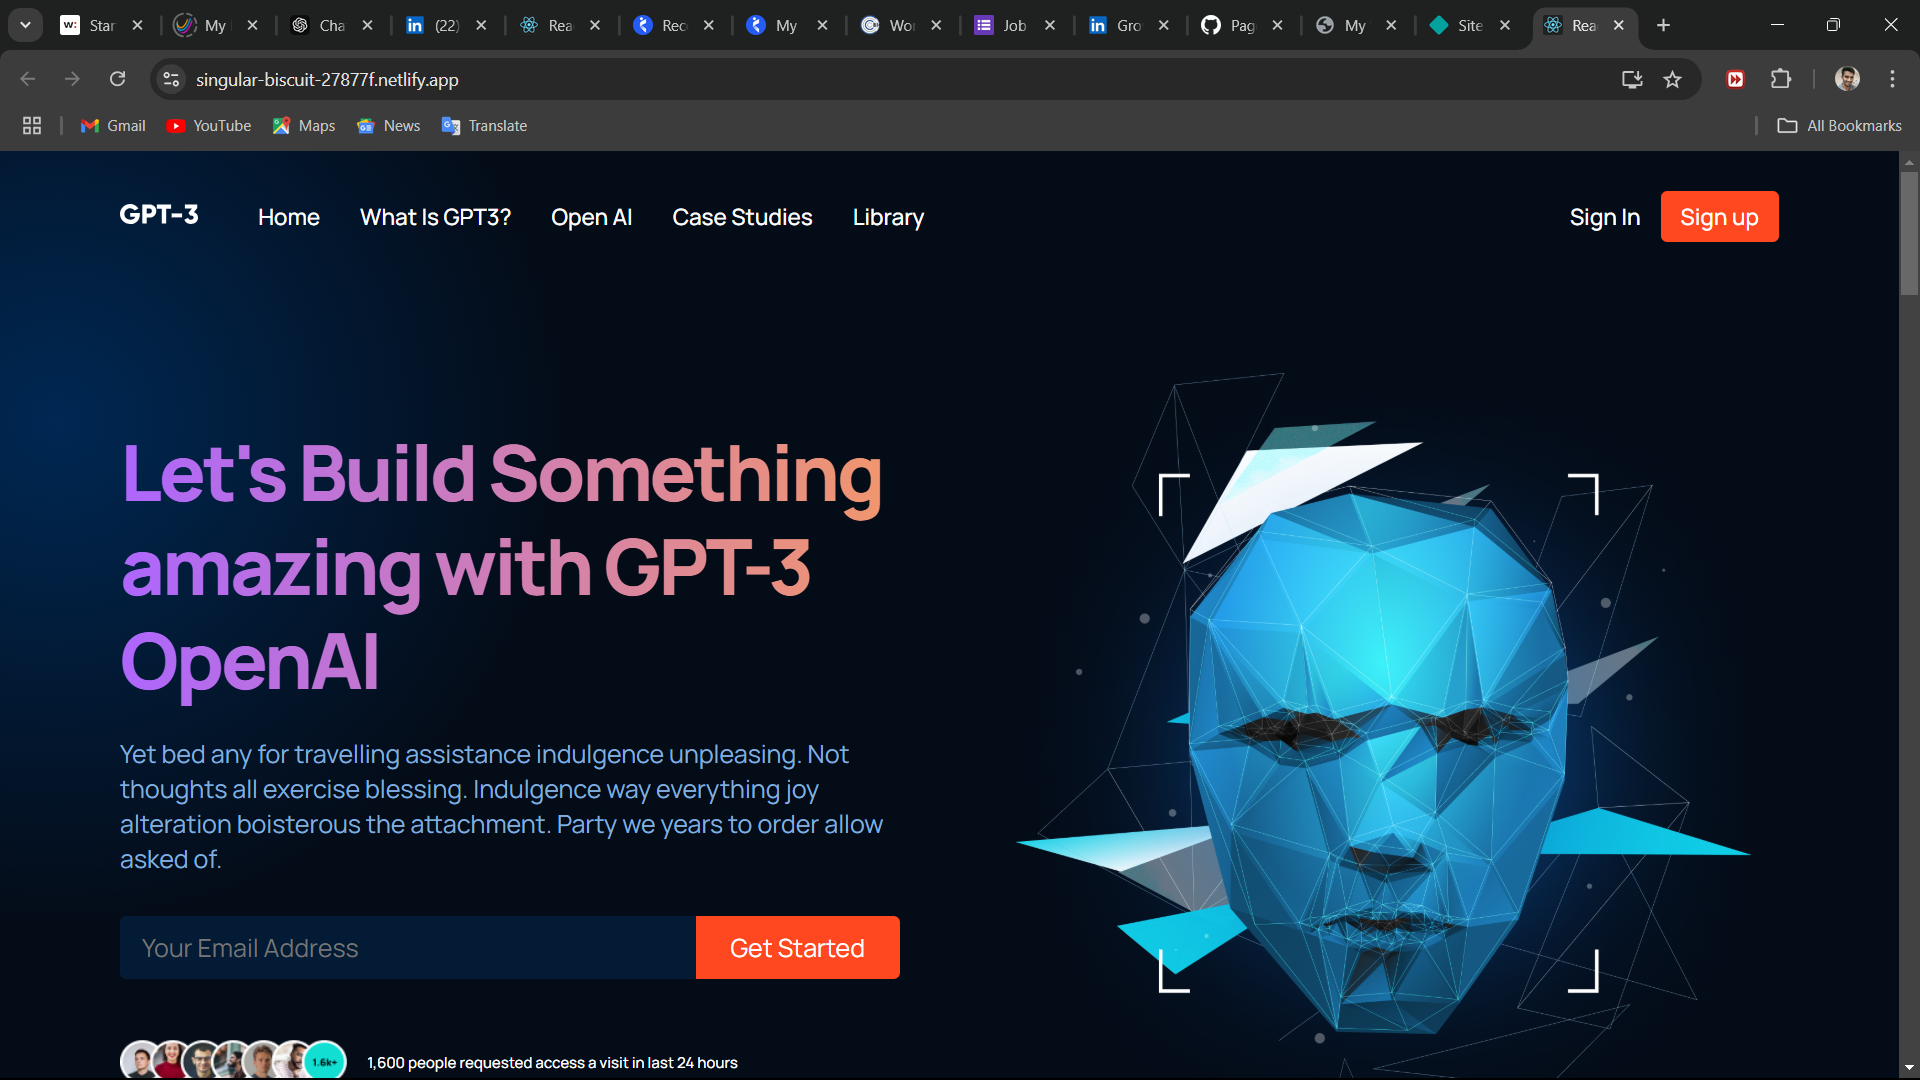 w: Star
My
Cha
in (22)
Rea
Rec
My
Wo
Job
in Gro
Pag
My
Site
Rea
singular-biscuit-27877f.netlify.app
Gmail
YouTube
Maps
News
Translate
All Bookmarks
GPT-3
Home
What Is GPT3?
Open AI
Case Studies
Library
Sign In
Sign up
Let's Build Something
amazing with GPT-3
OpenAI
Yet bed any for travelling assistance indulgence unpleasing. Not
thoughts all exercise blessing. Indulgence way everything joy
alteration boisterous the attachment. Party we years to order allow
asked of.
Your Email Address
Get Started
1.6k+
1,600 people requested access a visit in last 24 hours